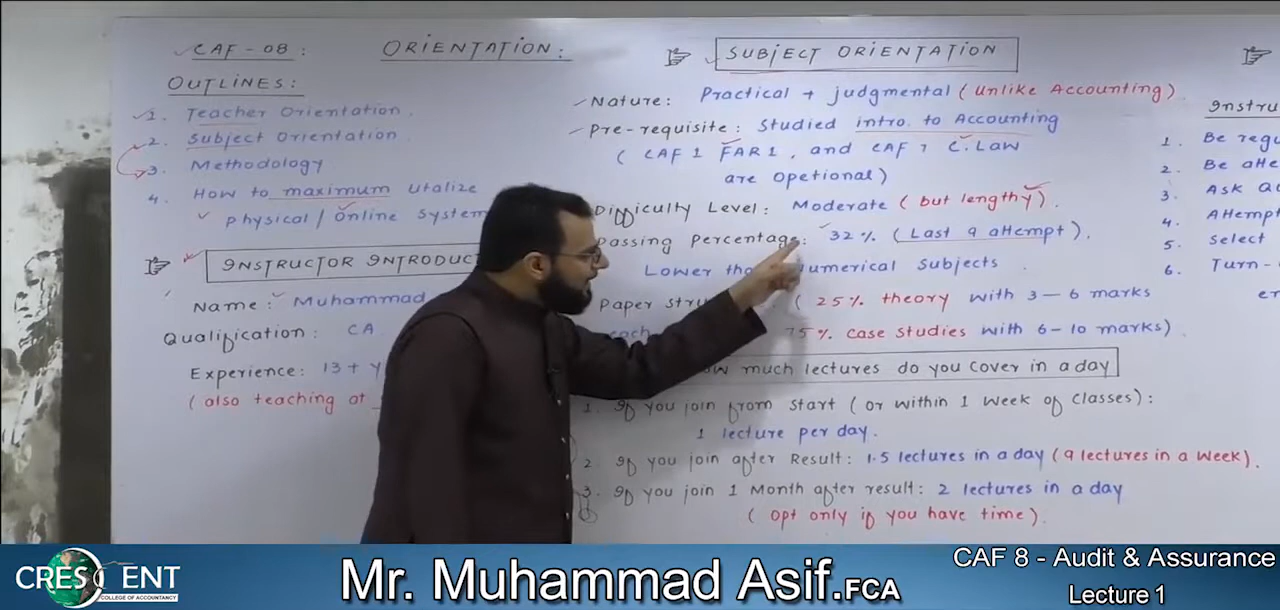 CAF - 08 :
ORIENTATION :
OUTLINES :
1. Teacher Orientation.
2. Subject Orientation.
3. Methodology
4. How to maximum utalize
physical / online System
INSTRUCTOR INTRODUCT
Name : Muhammad
Qualification : CA
Experience : 13 + y
( also teaching at
SUBJECT ORIENTATION
Nature : Practical + judgmental ( unlike Accounting )
Pre-requisite : Studied intro. to Accounting
( CAF 1 FAR 1 , and CAF 7 C.LAW
are opetional )
Difficulty Level : Moderate ( but lengthy ).
Passing Percentage : 32 % ( Last 9 attempt ).
Lower numerical Subjects
Paper ( 25 % theory with 3 - 6 marks
each 75 % case studies with 6 - 10 marks ).
much lectures do you cover in a day
1. If you join from Start ( or within 1 week of classes ) :
1 lecture per day.
2. If you join after Result : 1.5 lectures in a day ( 9 lectures in a week ).
3. If you join 1 Month after result : 2 lectures in a day
( opt only if you have time ).
Instru
1. Be regu
2. Be atte
3. Ask Qu
4. Attempt
5. Select
6. Turn-
CRESCENT
COLLEGE OF ACCOUNTANCY
Mr. Muhammad Asif.FCA
CAF 8 - Audit & Assurance
Lecture 1